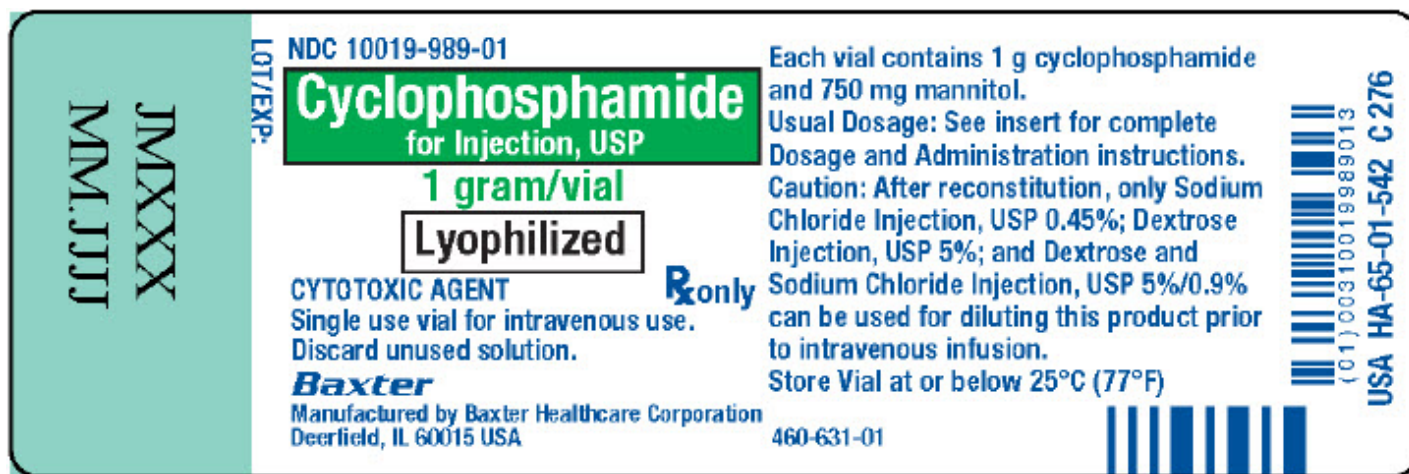 JMXXX
MM.JJJJ
LOT/EXP:
NDC 10019-989-01
Cyclophosphamide
for Injection, USP
1 gram/vial
Lyophilized
CYTOTOXIC AGENT
Rx only
Single use vial for intravenous use.
Discard unused solution.
Baxter
Manufactured by Baxter Healthcare Corporation
Deerfield, IL 60015 USA
Each vial contains 1 g cyclophosphamide
and 750 mg mannitol.
Usual Dosage: See insert for complete
Dosage and Administration instructions.
Caution: After reconstitution, only Sodium
Chloride Injection, USP 0.45%; Dextrose
Injection, USP 5%; and Dextrose and
Sodium Chloride Injection, USP 5%/0.9%
can be used for diluting this product prior
to intravenous infusion.
Store Vial at or below 25°C (77°F)
460-631-01
(01)00310019989013
USA HA-65-01-542 C 276